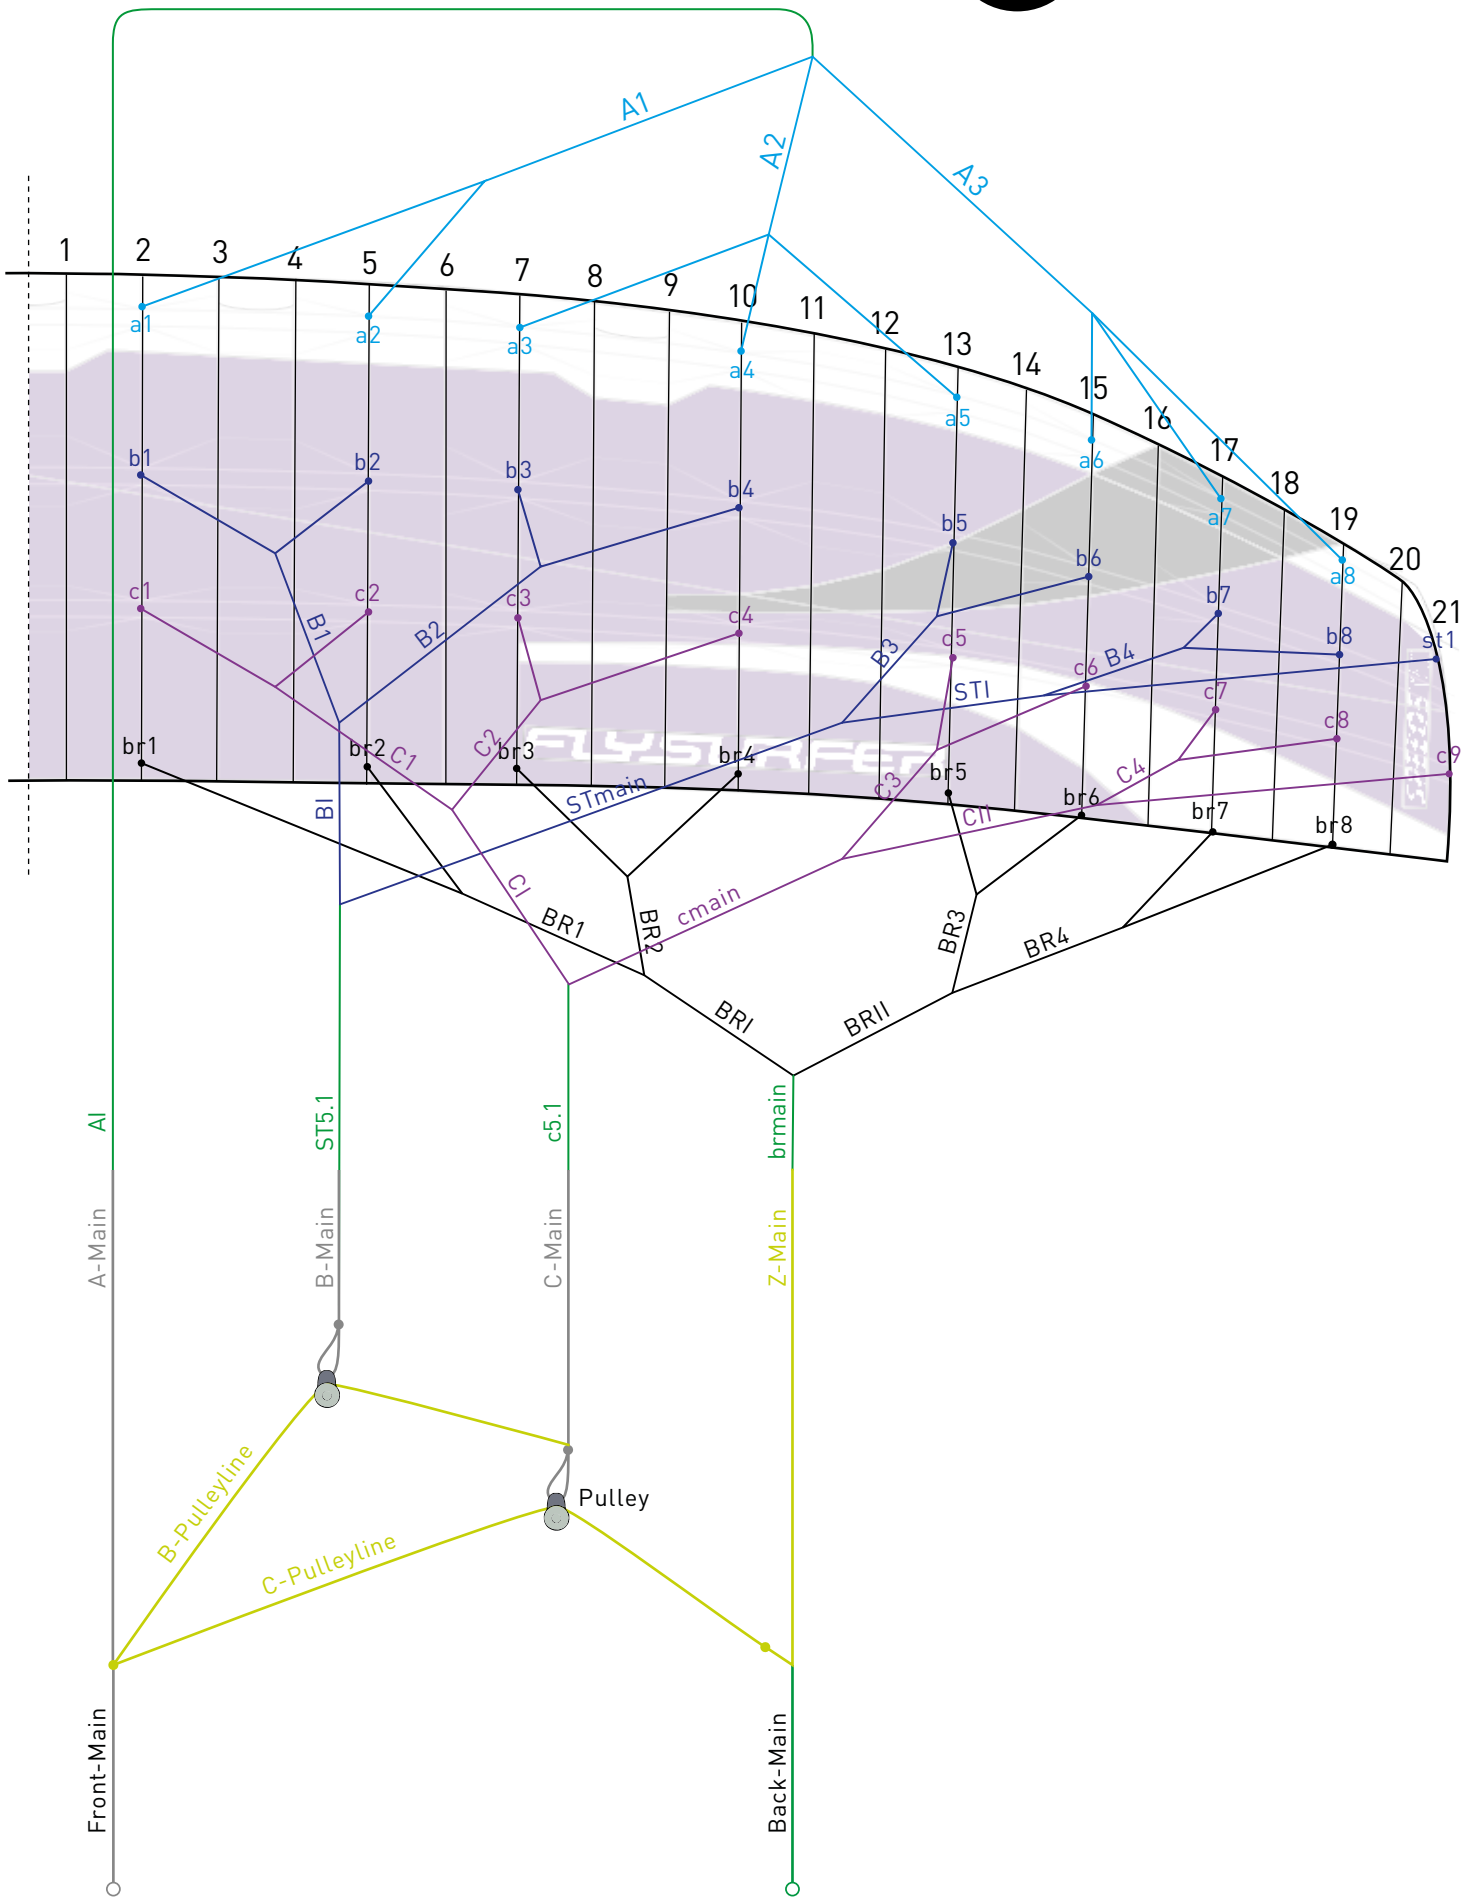 A1
A2
A3
1
2
3
4
5
6
7
8
9
10
11
12
13
14
15
16
17
18
19
20
21
a1
a2
a3
a4
a5
a6
a7
a8
b1
b2
b3
b4
b5
b6
b7
b8
st1
c1
c2
c3
c4
c5
c6
c7
c8
c9
B1
B2
B3
B4
STI
C1
C2
C3
C4
CII
BI
STmain
FLYSURFER
br1
br2
br3
br4
br5
br6
br7
br8
CI
cmain
BR1
BR2
BR3
BR4
BRI
BRII
AI
ST5.1
c5.1
brmain
A-Main
B-Main
C-Main
Z-Main
Pulley
B-Pulleyline
C-Pulleyline
Front-Main
Back-Main